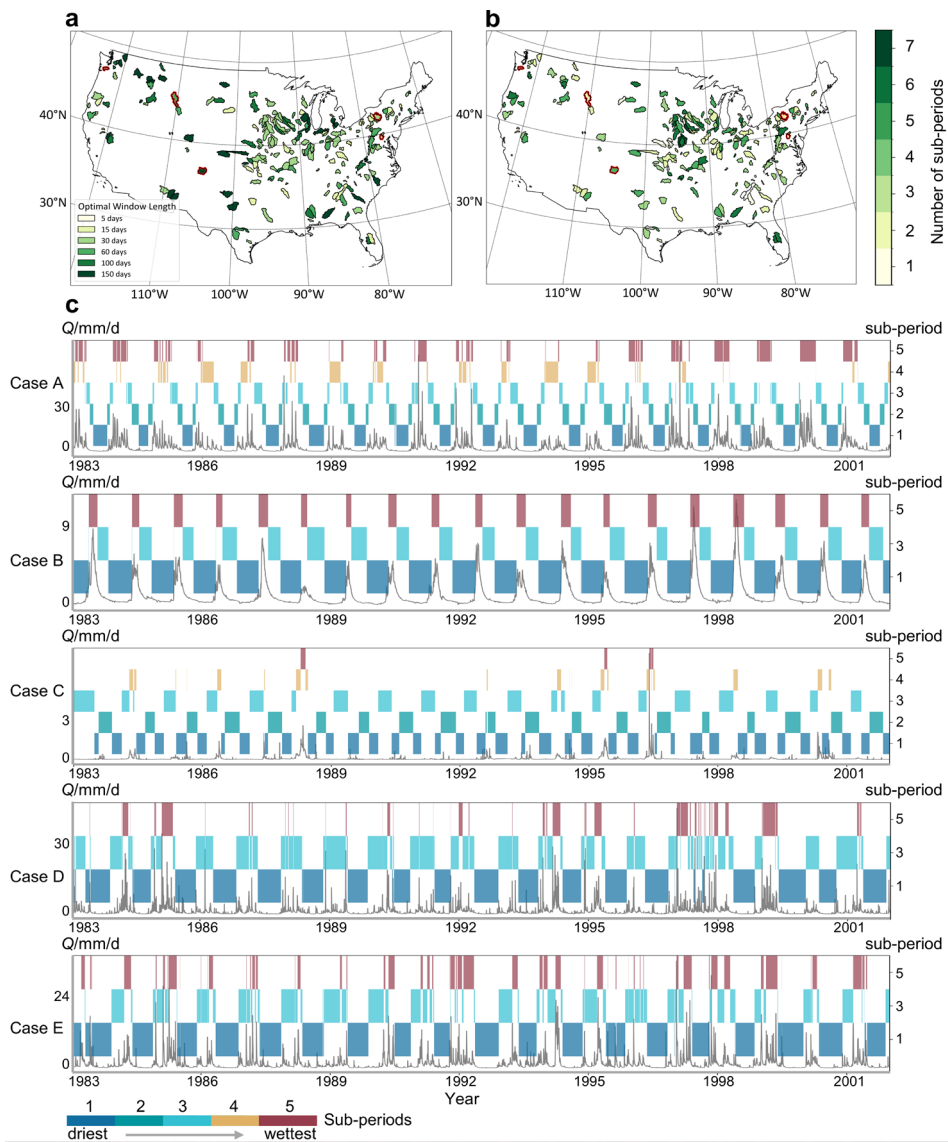 a
b
40°N
30°N
Optimal Window Length
5 days
15 days
30 days
60 days
100 days
150 days
110°W 100°W 90°W 80°W
40°N
30°N
110°W 100°W 90°W 80°W
7
6
5
4
3
2
1
Number of sub-periods
c
Q/mm/d sub-period
Case A
30
0
5
4
3
2
1
1983 1986 1989 1992 1995 1998 2001
Q/mm/d sub-period
Case B
9
0
5
3
1
1983 1986 1989 1992 1995 1998 2001
Q/mm/d sub-period
Case C
3
0
5
4
3
2
1
1983 1986 1989 1992 1995 1998 2001
Q/mm/d sub-period
Case D
30
0
5
3
1
1983 1986 1989 1992 1995 1998 2001
Q/mm/d sub-period
Case E
24
0
5
3
1
1983 1986 1989 1992 1995 1998 2001
Year
1 2 3 4 5 Sub-periods
driest wettest